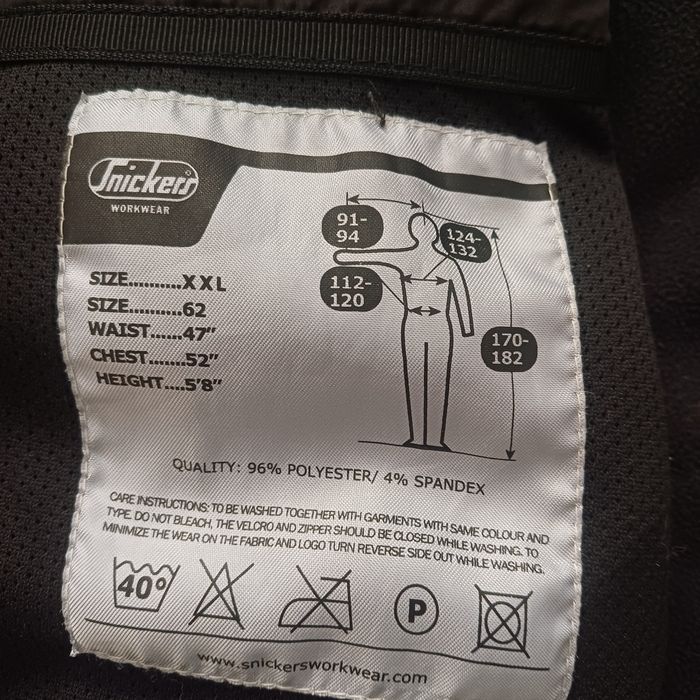 Snickers
WORKWEAR
91-
94
124-
132
112-
120
170-
182
SIZE..........XXL
SIZE..........62
WAIST......47"
CHEST......52"
HEIGHT....5'8"
QUALITY: 96% POLYESTER/ 4% SPANDEX
CARE INSTRUCTIONS: TO BE WASHED TOGETHER WITH GARMENTS WITH SAME COLOUR AND
TYPE. DO NOT BLEACH, THE VELCRO AND ZIPPER SHOULD BE CLOSED WHILE WASHING. TO
MINIMIZE THE WEAR ON THE FABRIC AND LOGO TURN REVERSE SIDE OUT WHILE WASHING.
40°
P
www.snickersworkwear.com